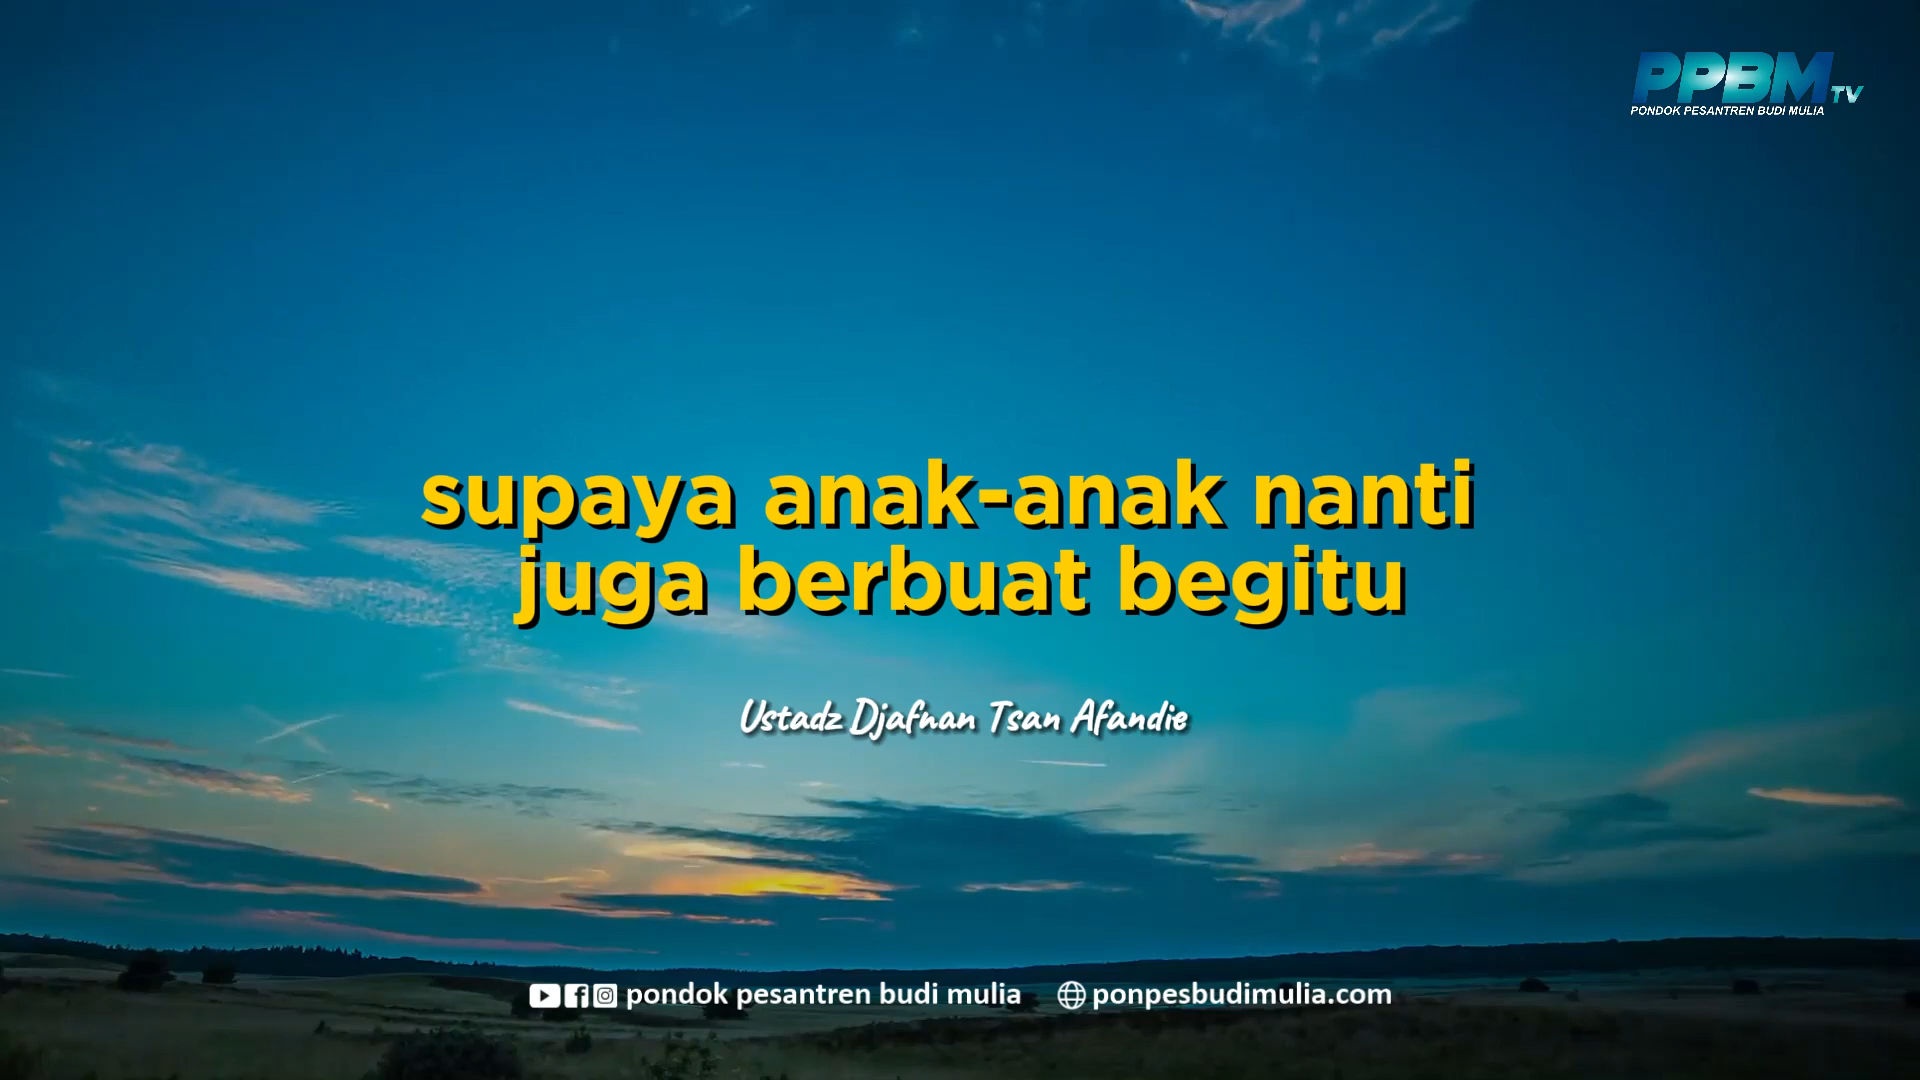 PPBM TV
PONDOK PESANTREN BUDI MULIA
supaya anak-anak nanti
juga berbuat begitu
Ustadz Djafnan Tsan Afandie
pondok pesantren budi mulia ponpesbudimulia.com